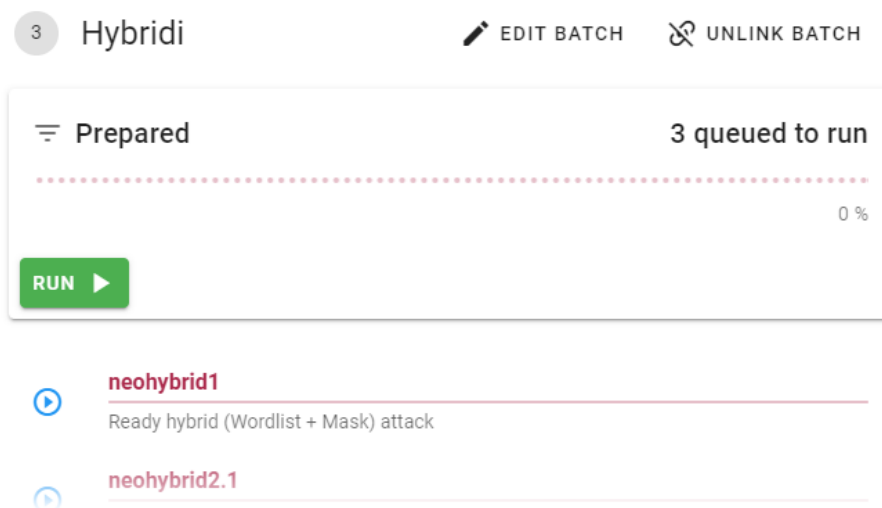 3 Hybridi EDIT BATCH UNLINK BATCH
Prepared 3 queued to run
0 %
RUN
neohybrid1
Ready hybrid (Wordlist + Mask) attack
neohybrid2.1